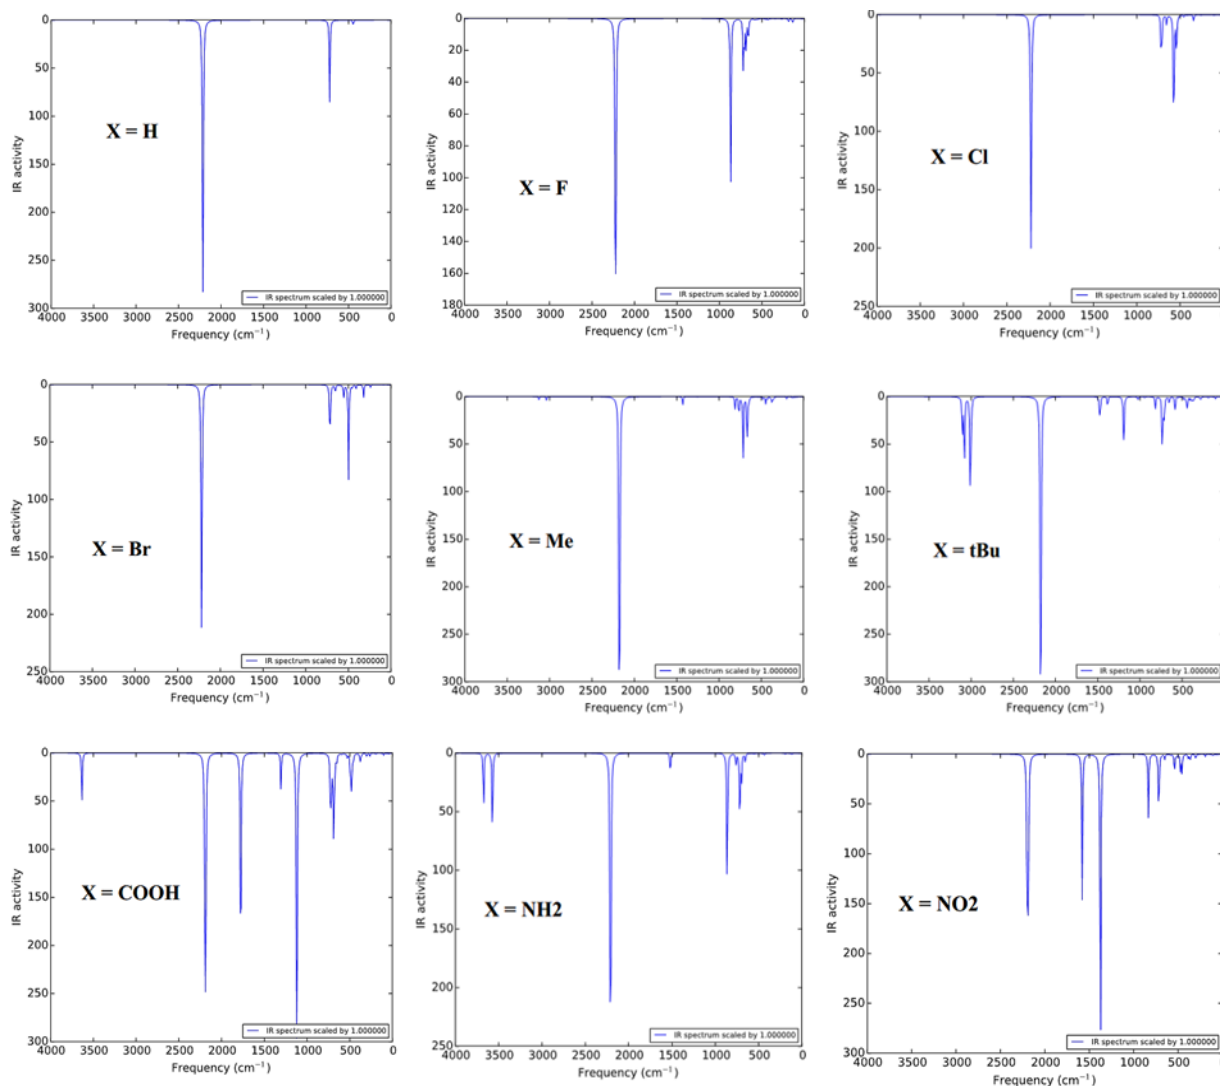 0
50
100
150
200
250
300
IR activity
X = H
IR spectrum scaled by 1.000000
4000 3500 3000 2500 2000 1500 1000 500 0
Frequency (cm⁻¹)
0
20
40
60
80
100
120
140
160
180
IR activity
X = F
IR spectrum scaled by 1.000000
4000 3500 3000 2500 2000 1500 1000 500 0
Frequency (cm⁻¹)
0
50
100
150
200
250
IR activity
X = Cl
IR spectrum scaled by 1.000000
4000 3500 3000 2500 2000 1500 1000 500
Frequency (cm⁻¹)
0
50
100
150
200
250
IR activity
X = Br
IR spectrum scaled by 1.000000
4000 3500 3000 2500 2000 1500 1000 500 0
Frequency (cm⁻¹)
0
50
100
150
200
250
300
IR activity
X = Me
IR spectrum scaled by 1.000000
4000 3500 3000 2500 2000 1500 1000 500 0
Frequency (cm⁻¹)
0
50
100
150
200
250
300
IR activity
X = tBu
IR spectrum scaled by 1.000000
4000 3500 3000 2500 2000 1500 1000 500
Frequency (cm⁻¹)
0
50
100
150
200
250
300
IR activity
X = COOH
IR spectrum scaled by 1.000000
4000 3500 3000 2500 2000 1500 1000 500 0
Frequency (cm⁻¹)
0
50
100
150
200
250
IR activity
X = NH2
IR spectrum scaled by 1.000000
4000 3500 3000 2500 2000 1500 1000 500 0
Frequency (cm⁻¹)
0
50
100
150
200
250
300
IR activity
X = NO2
IR spectrum scaled by 1.000000
4000 3500 3000 2500 2000 1500 1000 500
Frequency (cm⁻¹)